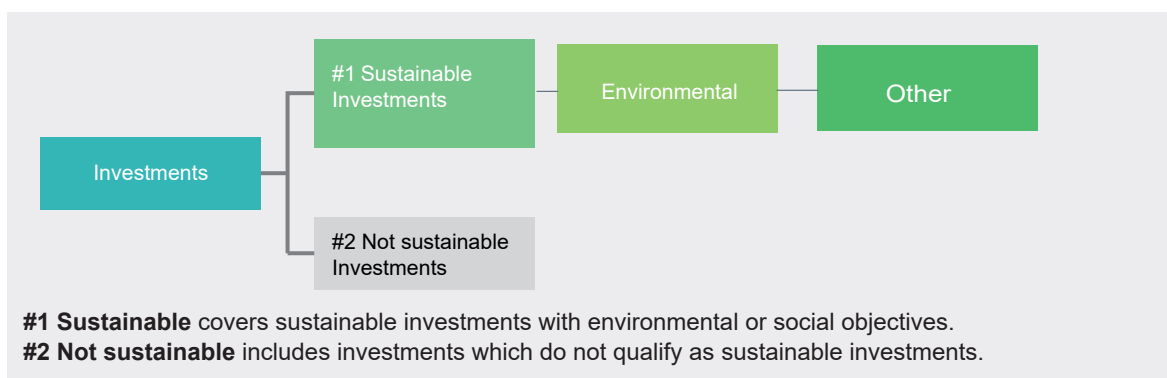 #1 Sustainable
Investments
Environmental
Other
Investments
#2 Not sustainable
Investments
#1 Sustainable covers sustainable investments with environmental or social objectives.
#2 Not sustainable includes investments which do not qualify as sustainable investments.